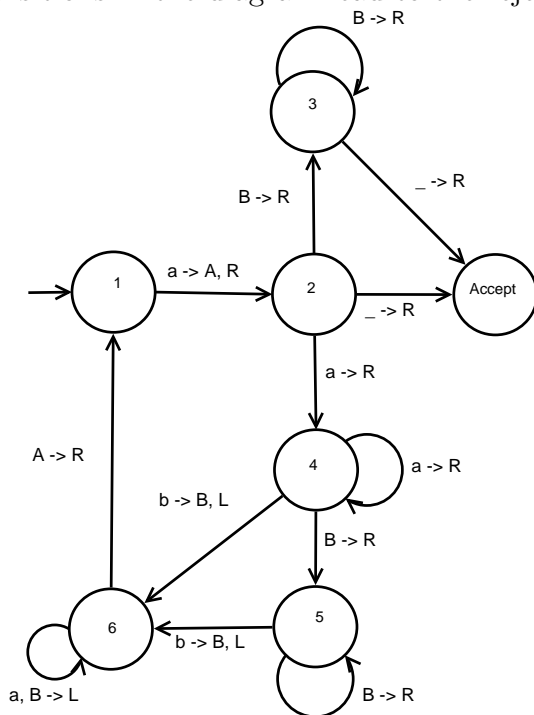 B -> R
3
_ -> R
B -> R
1
a -> A, R
2
Accept
_ -> R
a -> R
A -> R
4
a -> R
b -> B, L
B -> R
6
5
b -> B, L
a, B -> L
B -> R